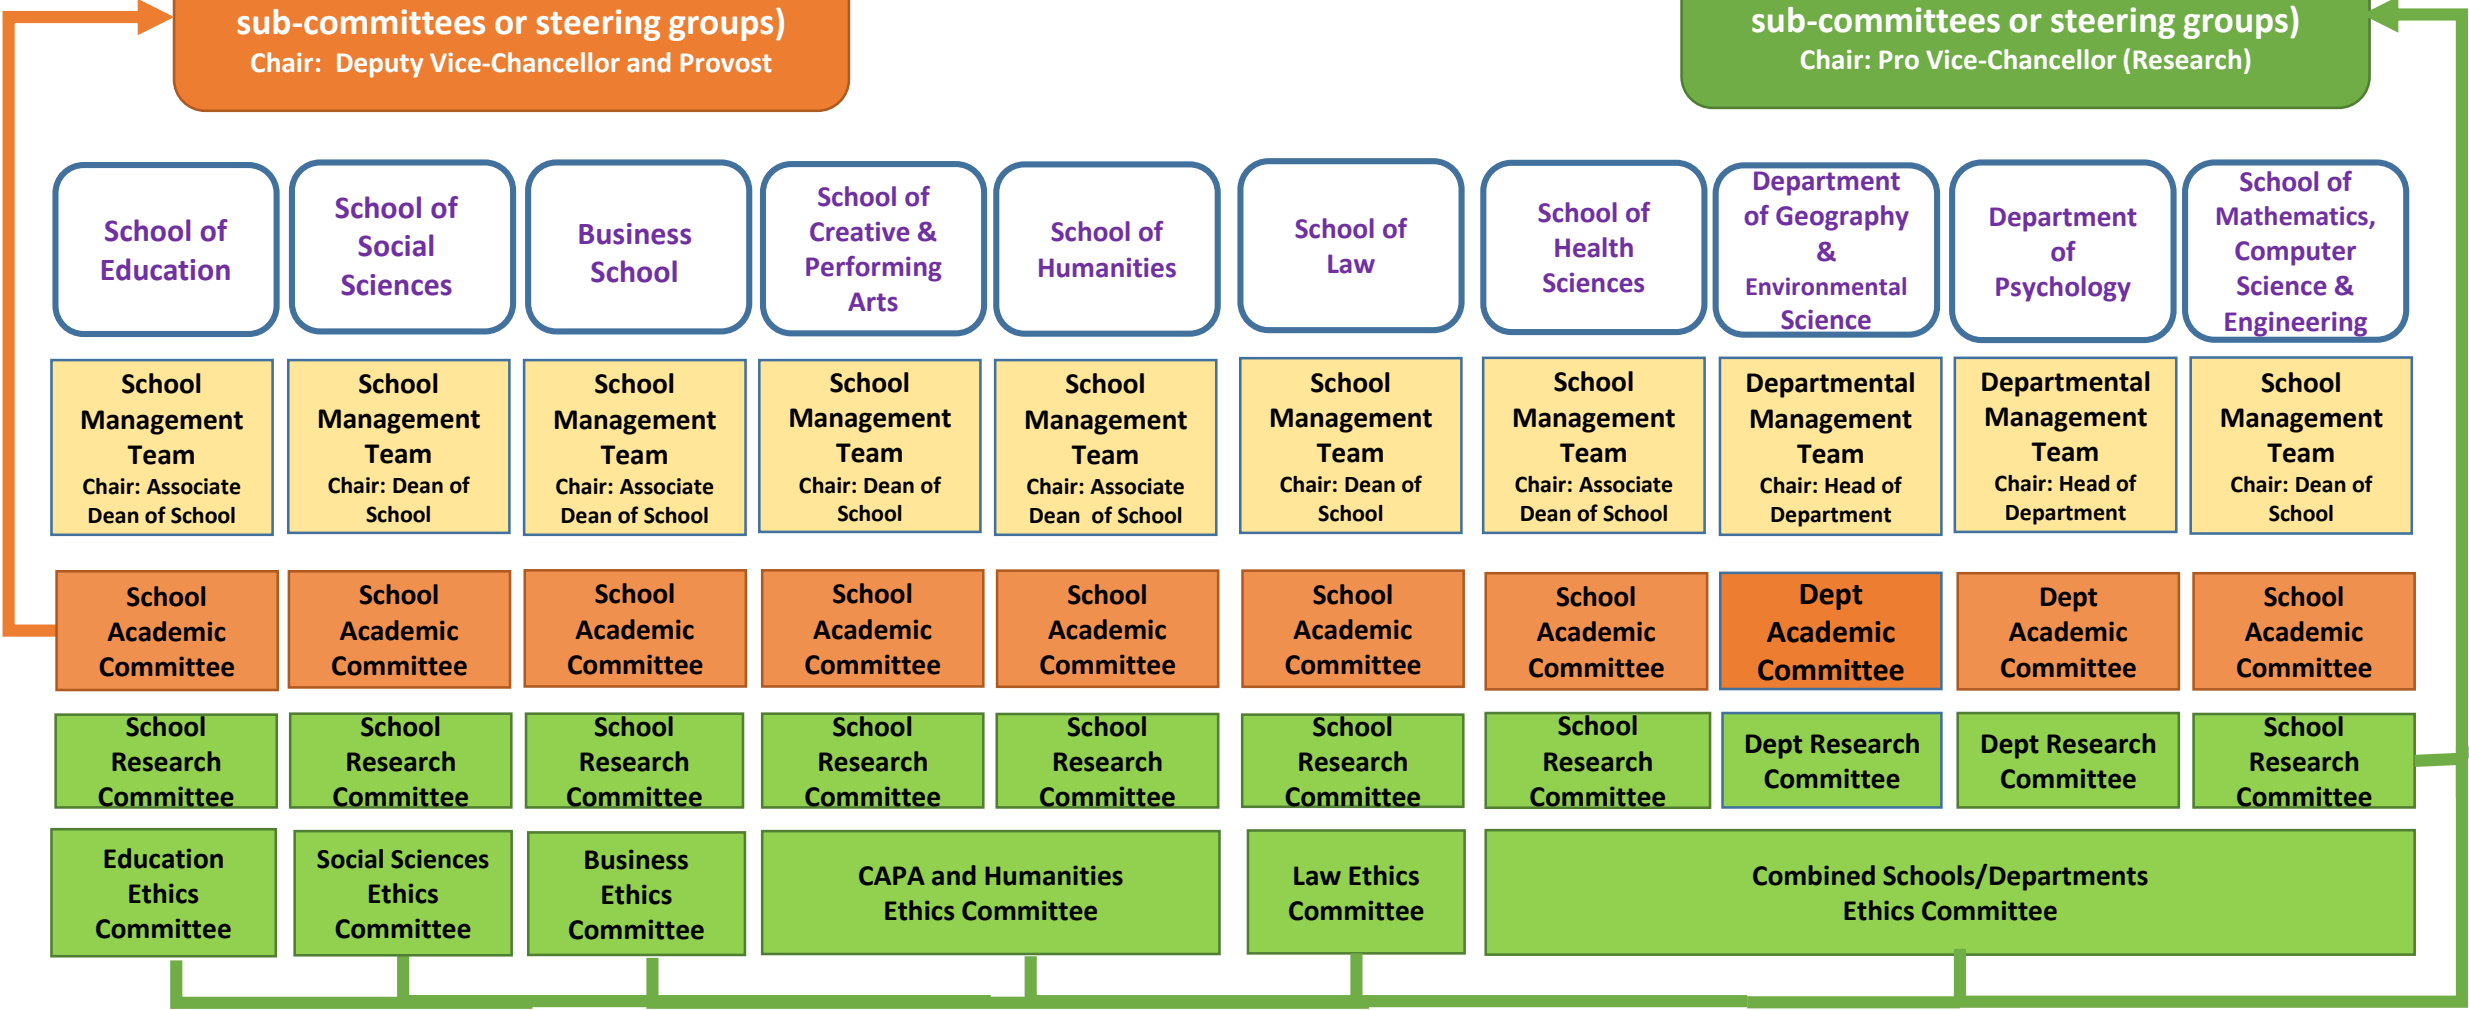 sub-committees or steering groups)
Chair:  Deputy Vice-Chancellor and Provost
sub-committees or steering groups)
Chair: Pro Vice-Chancellor (Research)
School of
Education
School of
Social
Sciences
Business
School
School of
Creative &
Performing
Arts
School of
Humanities
School of
Law
School of
Health
Sciences
Department
of Geography
&
Environmental
Science
Department
of
Psychology
School of
Mathematics,
Computer
Science &
Engineering
School
Management
Team
Chair: Associate
Dean of School
School
Management
Team
Chair: Dean of
School
School
Management
Team
Chair: Associate
Dean of School
School
Management
Team
Chair: Dean of
School
School
Management
Team
Chair: Associate
Dean  of School
School
Management
Team
Chair: Dean of
School
School
Management
Team
Chair: Associate
Dean of School
Departmental
Management
Team
Chair: Head of
Department
Departmental
Management
Team
Chair: Head of
Department
School
Management
Team
Chair: Dean of
School
School
Academic
Committee
School
Academic
Committee
School
Academic
Committee
School
Academic
Committee
School
Academic
Committee
School
Academic
Committee
School
Academic
Committee
Dept
Academic
Committee
Dept
Academic
Committee
School
Academic
Committee
School
Research
Committee
School
Research
Committee
School
Research
Committee
School
Research
Committee
School
Research
Committee
School
Research
Committee
School
Research
Committee
Dept Research
Committee
Dept Research
Committee
School
Research
Committee
Education
Ethics
Committee
Social Sciences
Ethics
Committee
Business
Ethics
Committee
CAPA and Humanities
Ethics Committee
Law Ethics
Committee
Combined Schools/Departments
Ethics Committee